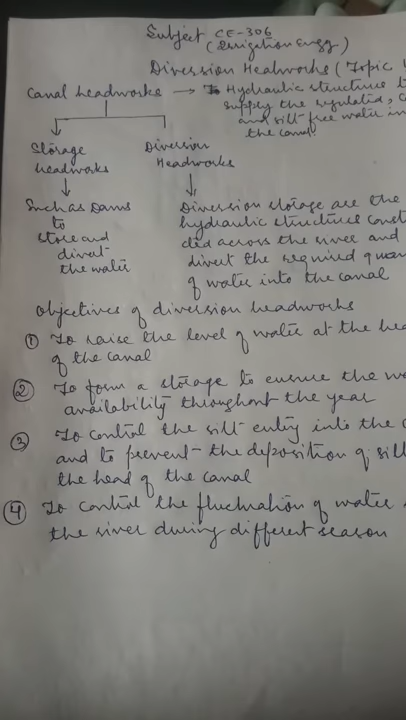 Subject CE-306
(Irrigation Engg)
Diversion Headworks (Topic
Canal headworks → To Hydraulic structure
supply the regulated,
and silt free water in
the canal
Storage headworks
Diversion Headworks
Such as Dams
to
store and
divert
the water
Diversion storage are the
hydraulic structures const
cted across the river and
divert the required quan
of water into the canal
Objectives of diversion headworks
① To raise the level of water at the hea
of the canal
② To form a storage to ensure the wa
availability throughout the year
③ To control the silt entry into the c
and to prevent the deposition of silt
the head of the canal
④ To control the fluctuation of water
the river during different season